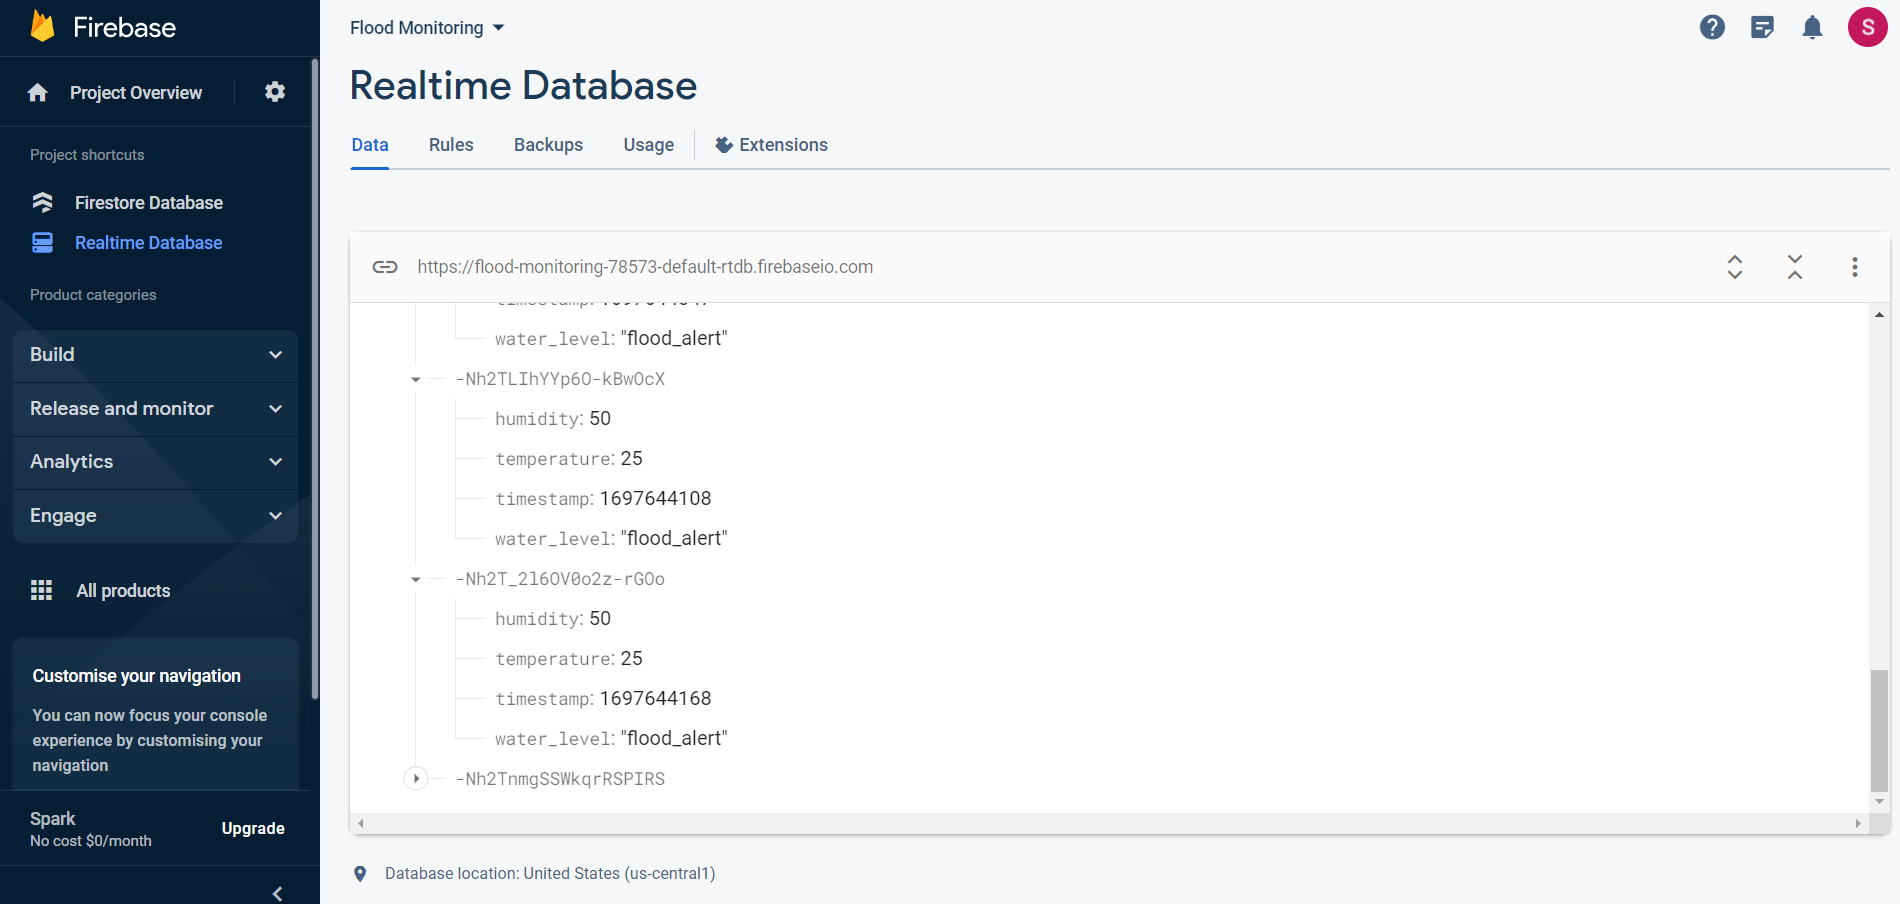 Firebase
Project Overview
Project shortcuts
Firestore Database
Realtime Database
Product categories
Build
Release and monitor
Analytics
Engage
All products
Customise your navigation
You can now focus your console
experience by customising your
navigation
Spark
No cost $0/month
Upgrade
Flood Monitoring
S
Realtime Database
Data Rules Backups Usage Extensions
https://flood-monitoring-78573-default-rtdb.firebaseio.com
water_level: "flood_alert"
-Nh2TLIhYYp6O-kBwOcX
humidity: 50
temperature: 25
timestamp: 1697644108
water_level: "flood_alert"
-Nh2T_2l6OV0o2z-rGOo
humidity: 50
temperature: 25
timestamp: 1697644168
water_level: "flood_alert"
-Nh2TnmgSSWkqrRSPIRS
Database location: United States (us-central1)